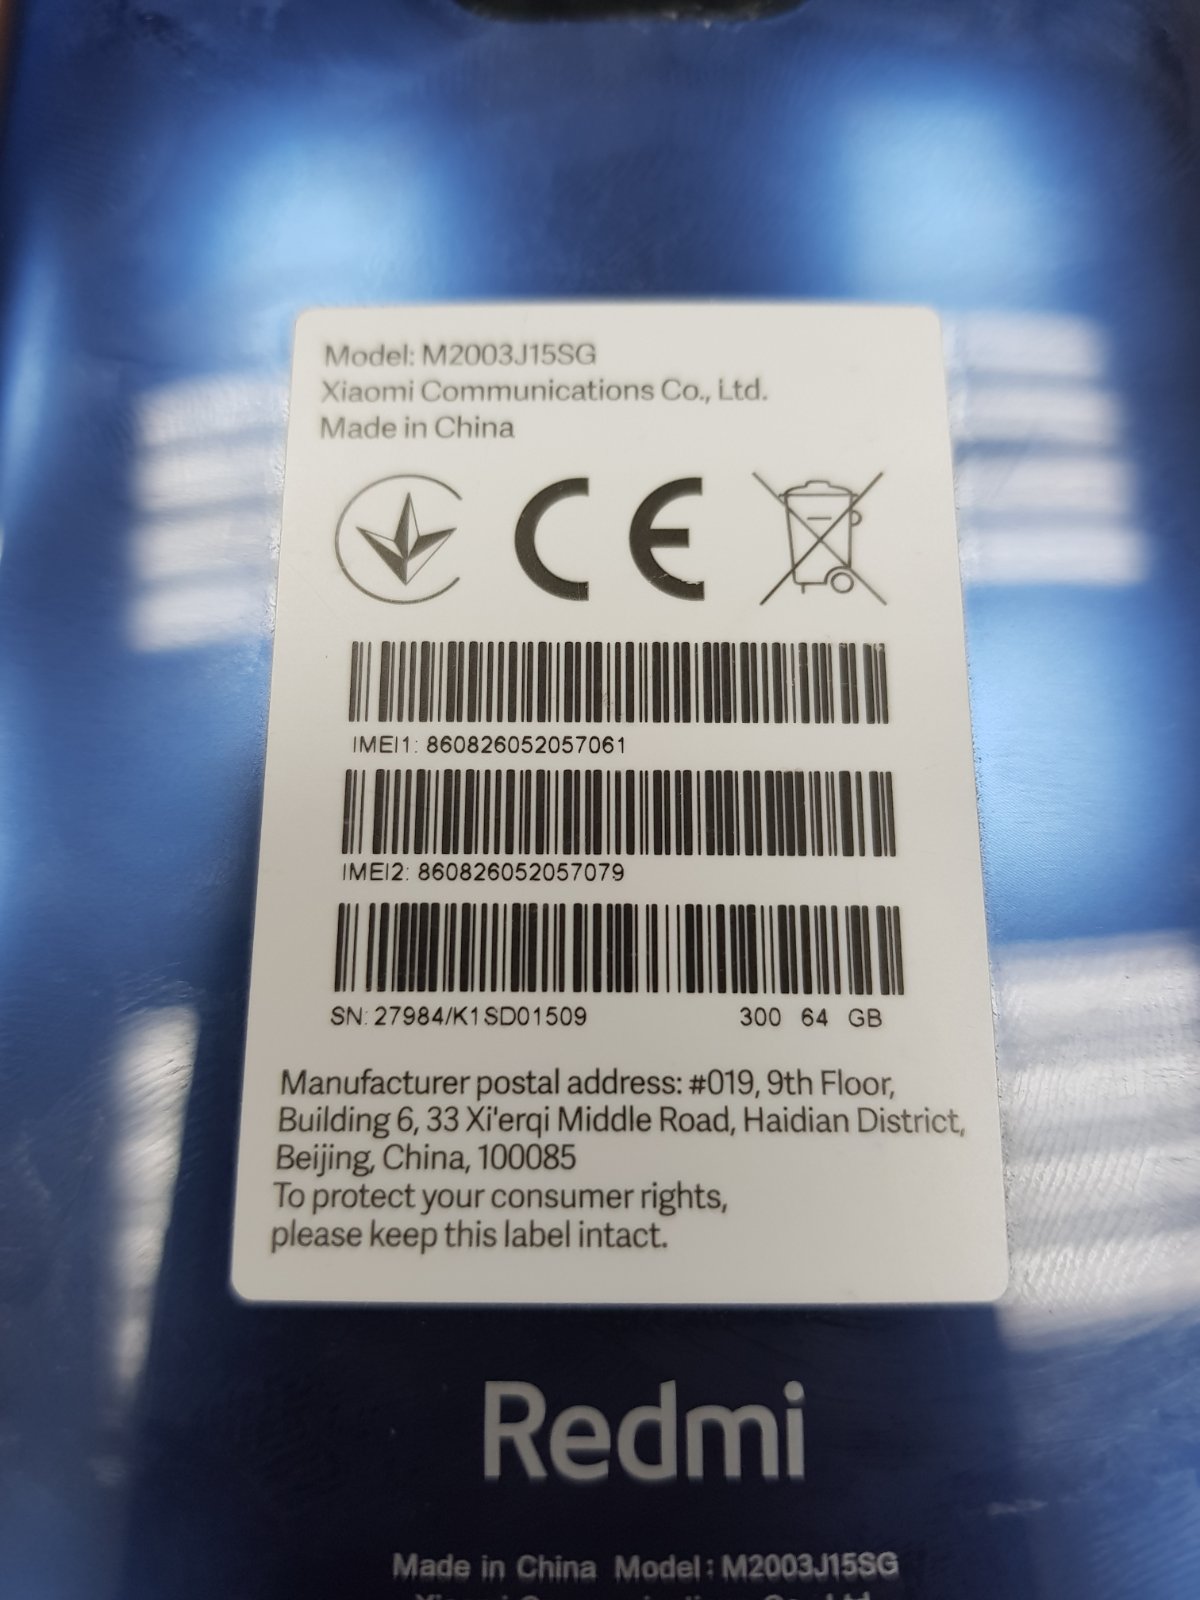 Model: M2003J15SG
Xiaomi Communications Co., Ltd.
Made in China
CE
IMEI1: 860826052057061
IMEI2: 860826052057079
SN: 27984/K1SD01509 300 64 GB
Manufacturer postal address: #019, 9th Floor,
Building 6, 33 Xi'erqi Middle Road, Haidian District,
Beijing, China, 100085
To protect your consumer rights,
please keep this label intact.
Redmi
Made in China Model: M2003J15SG